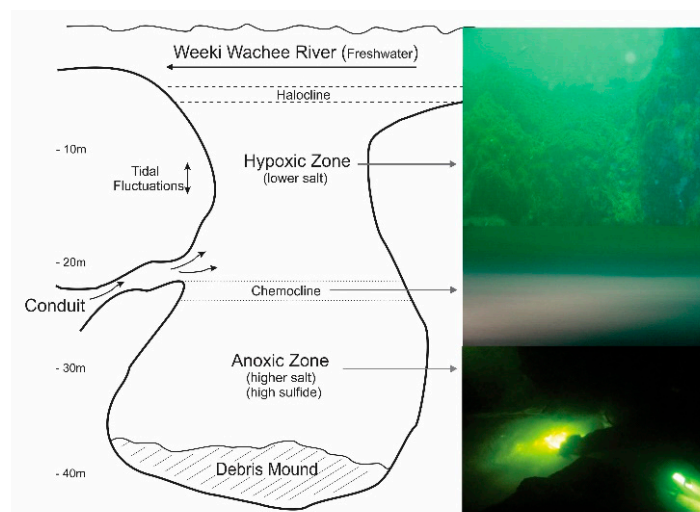 Weeki Wachee River (Freshwater)
Halocline
- 10m
Hypoxic Zone
(lower salt)
Tidal
Fluctuations
- 20m
Conduit
Chemocline
- 30m
Anoxic Zone
(higher salt)
(high sulfide)
- 40m
Debris Mound